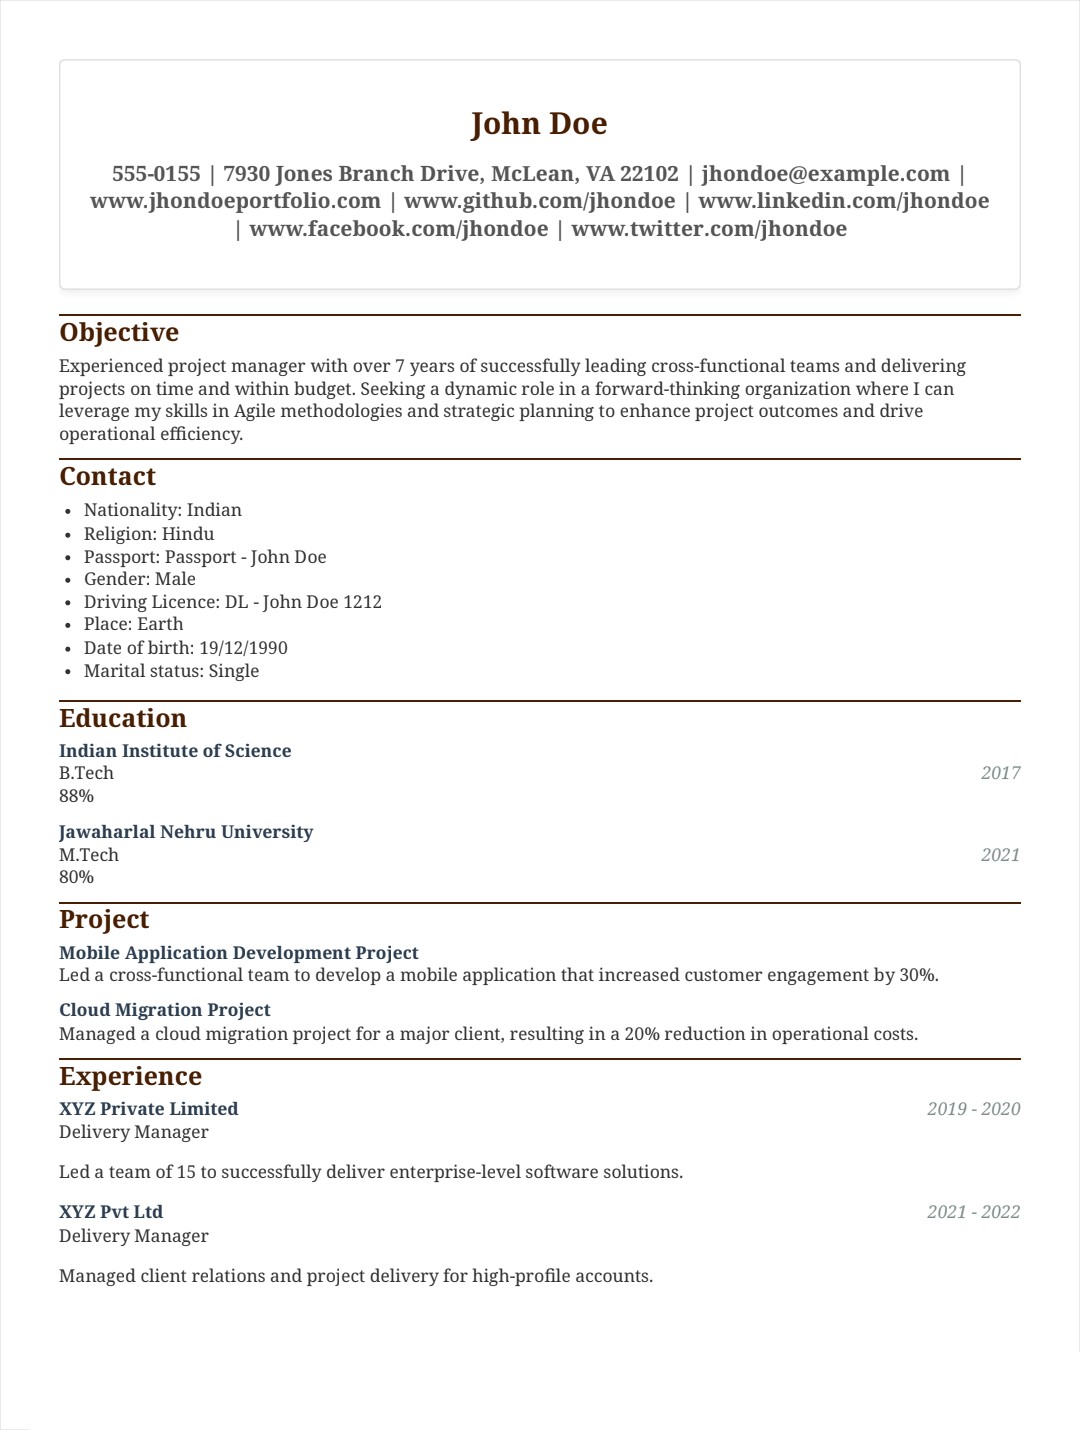 John Doe
555-0155 | 7930 Jones Branch Drive, McLean, VA 22102 | jhondoe@example.com |
www.jhondoeportfolio.com | www.github.com/jhondoe | www.linkedin.com/jhondoe
| www.facebook.com/jhondoe | www.twitter.com/jhondoe
Objective
Experienced project manager with over 7 years of successfully leading cross-functional teams and delivering
projects on time and within budget. Seeking a dynamic role in a forward-thinking organization where I can
leverage my skills in Agile methodologies and strategic planning to enhance project outcomes and drive
operational efficiency.
Contact
• Nationality: Indian
• Religion: Hindu
• Passport: Passport - John Doe
• Gender: Male
• Driving Licence: DL - John Doe 1212
• Place: Earth
• Date of birth: 19/12/1990
• Marital status: Single
Education
Indian Institute of Science
B.Tech 2017
88%
Jawaharlal Nehru University
M.Tech 2021
80%
Project
Mobile Application Development Project
Led a cross-functional team to develop a mobile application that increased customer engagement by 30%.
Cloud Migration Project
Managed a cloud migration project for a major client, resulting in a 20% reduction in operational costs.
Experience
XYZ Private Limited 2019 - 2020
Delivery Manager
Led a team of 15 to successfully deliver enterprise-level software solutions.
XYZ Pvt Ltd 2021 - 2022
Delivery Manager
Managed client relations and project delivery for high-profile accounts.